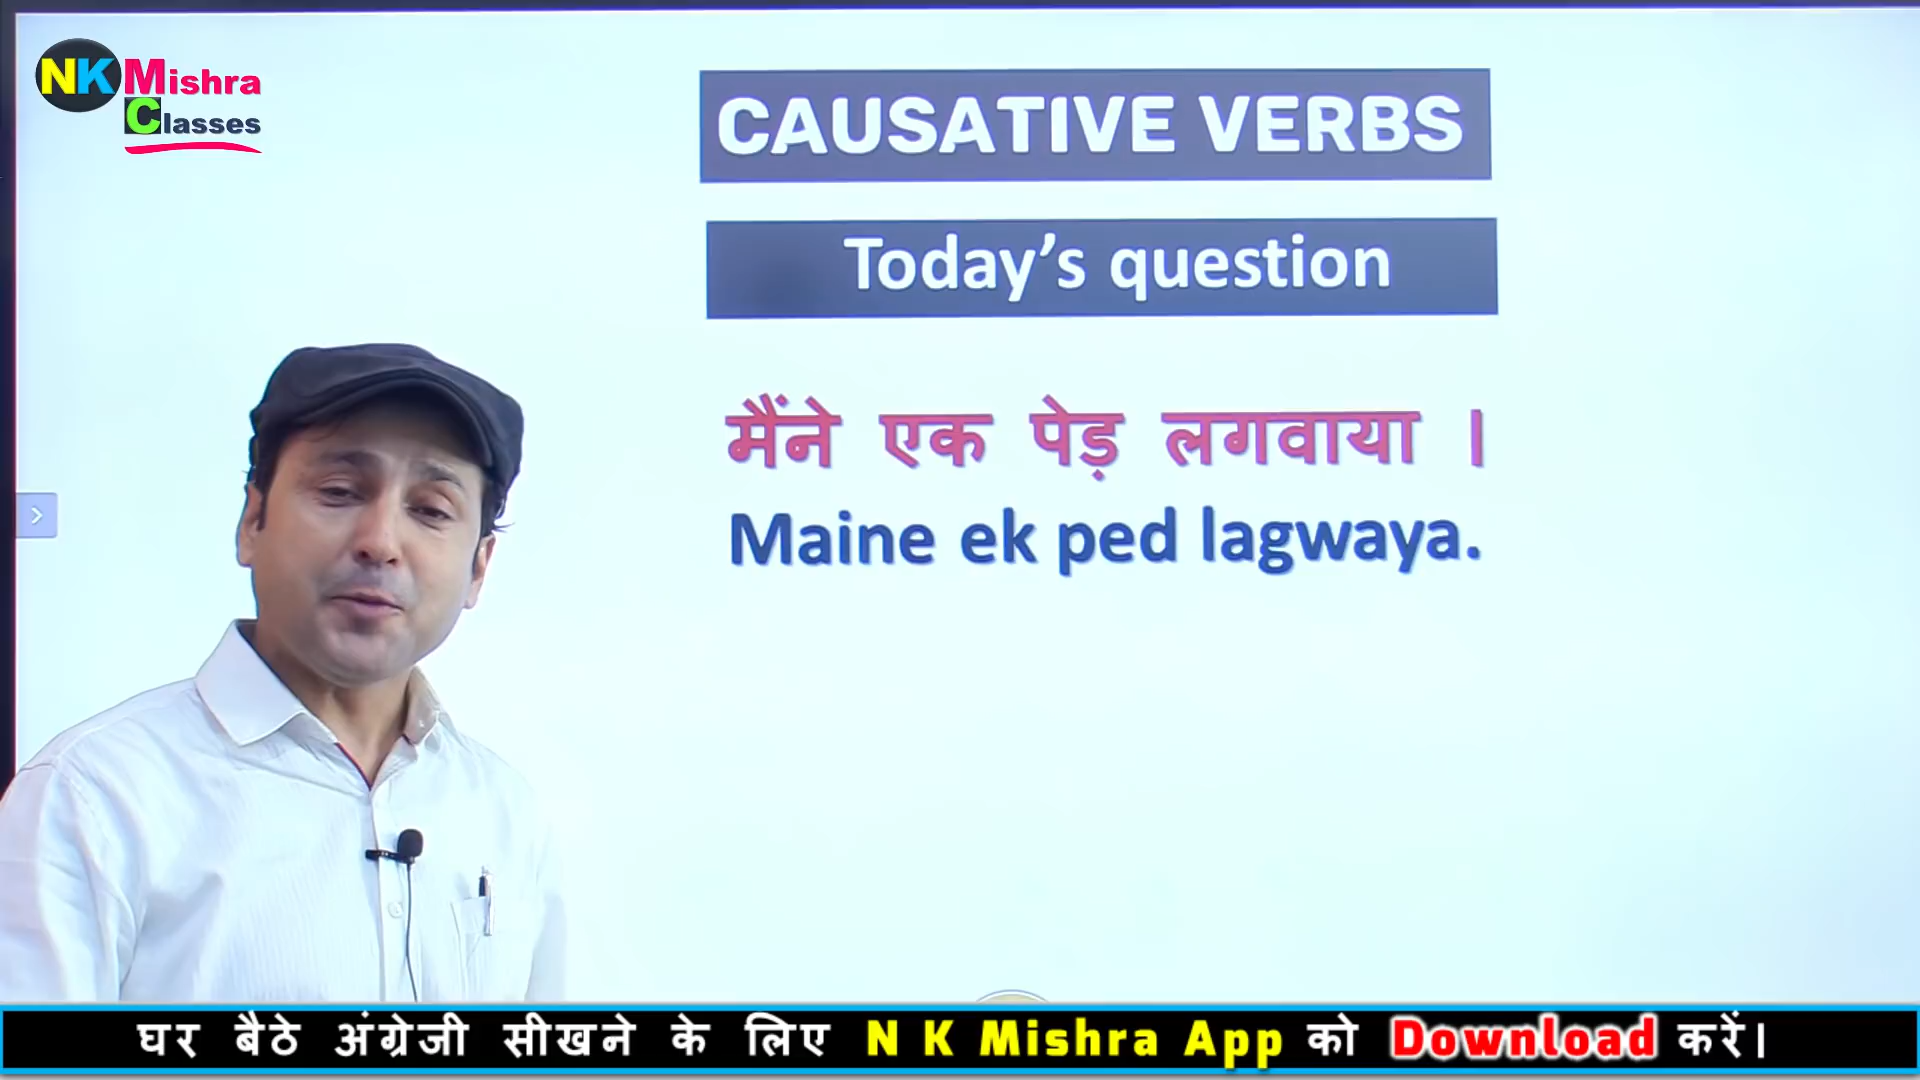 NK Mishra
Classes
CAUSATIVE VERBS
Today's question
मैंने एक पेड़ लगवाया ।
Maine ek ped lagwaya.
घर बैठे अंग्रेजी सीखने के लिए N K Mishra App को Download करें।